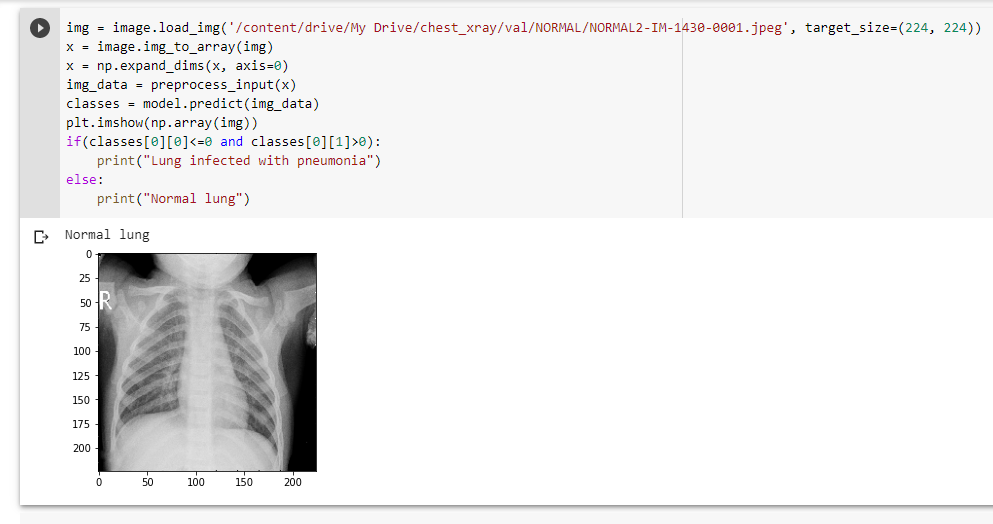 img = image.load_img('/content/drive/My Drive/chest_xray/val/NORMAL/NORMAL2-IM-1430-0001.jpeg', target_size=(224, 224))
x = image.img_to_array(img)
x = np.expand_dims(x, axis=0)
img_data = preprocess_input(x)
classes = model.predict(img_data)
plt.imshow(np.array(img))
if(classes[0][0]<=0 and classes[0][1]>0):
    print("Lung infected with pneumonia")
else:
    print("Normal lung")
Normal lung
0
25
50
R
75
100
125
150
175
200
0 50 100 150 200